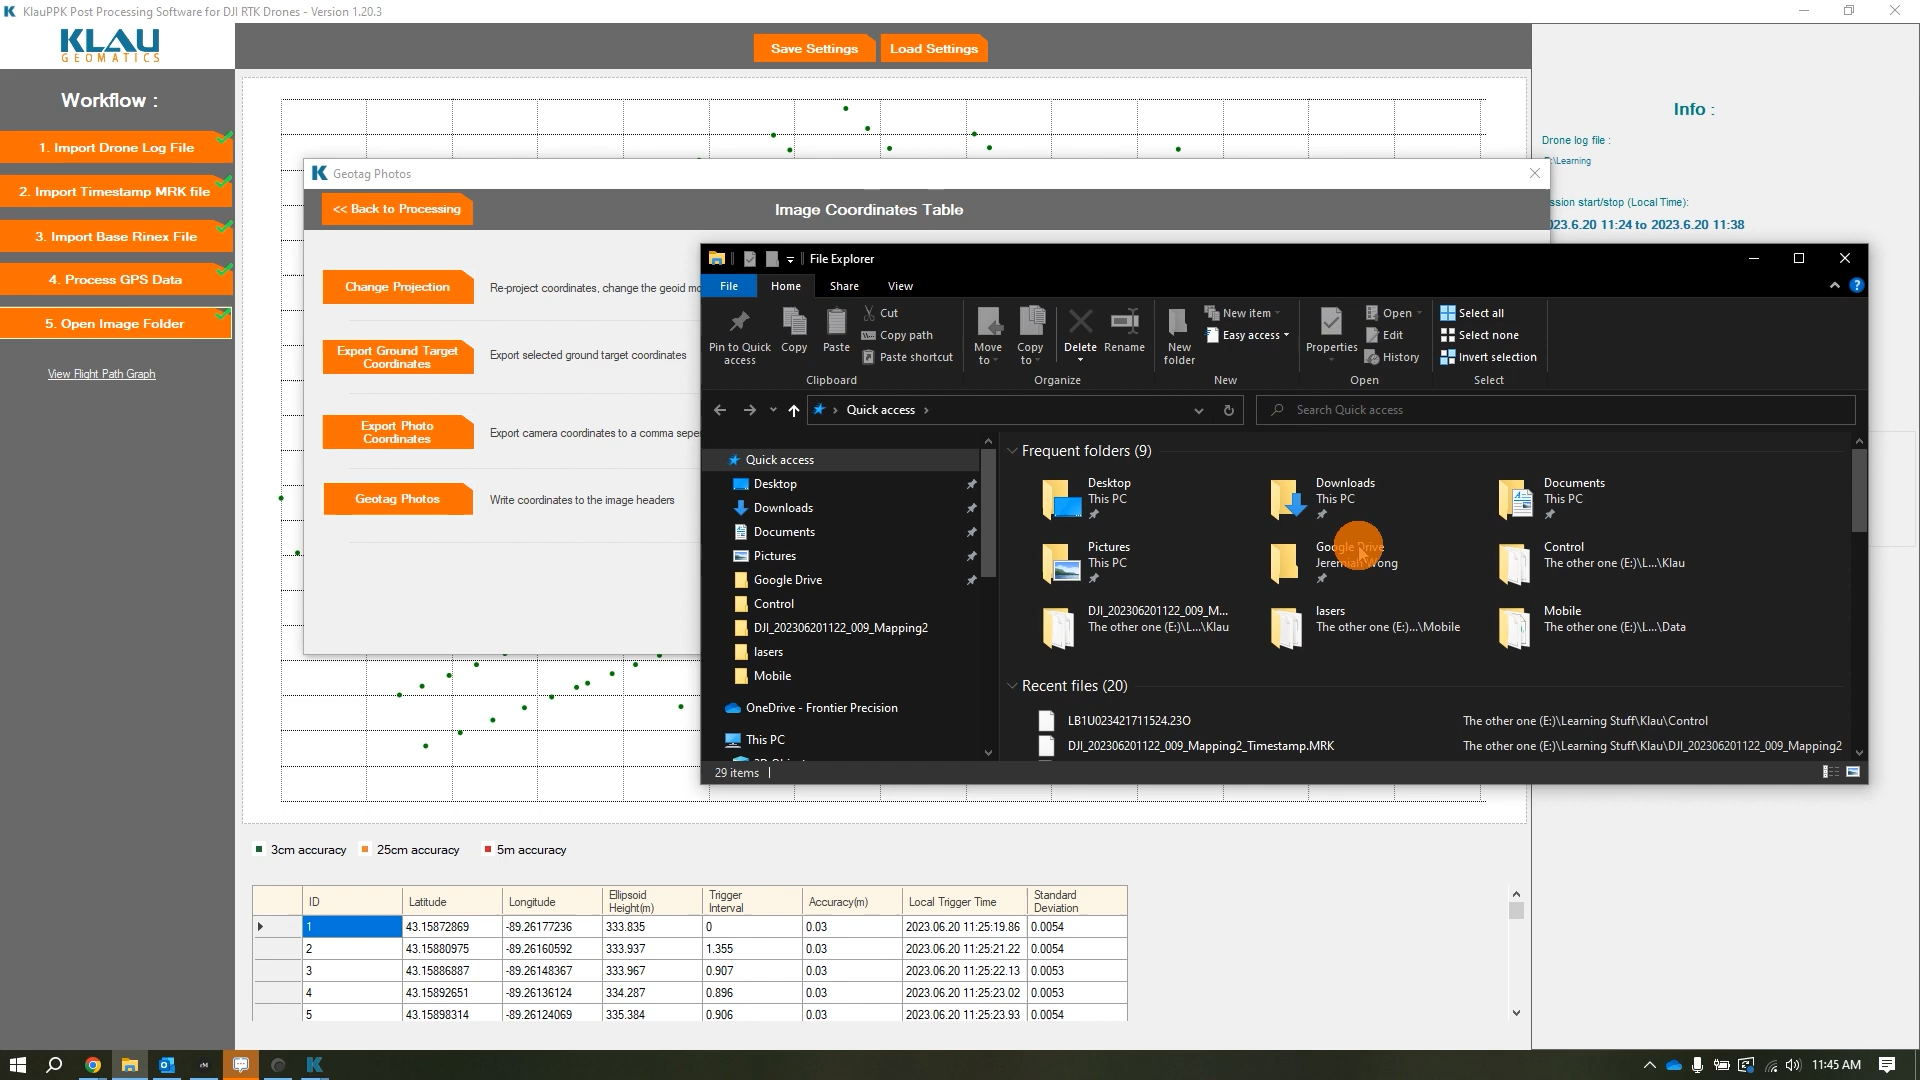 KlauPPK Post Processing Software for DJI RTK Drones - Version 1.20.3
KLAU
GEOMATICS
Save Settings
Load Settings
Workflow :
1. Import Drone Log File
2. Import Timestamp MRK file
3. Import Base Rinex File
4. Process GPS Data
5. Open Image Folder
View Flight Path Graph
Info :
Drone log file :
\Learning
ssion start/stop (Local Time):
023.6.20 11:24 to 2023.6.20 11:38
K Geotag Photos
<< Back to Processing
Image Coordinates Table
Change Projection
Re-project coordinates, change the geoid mo
Export Ground Target
Coordinates
Export selected ground target coordinates
Export Photo
Coordinates
Export camera coordinates to a comma seper
Geotag Photos
Write coordinates to the image headers
File Explorer
File
Home
Share
View
Pin to Quick
access
Copy
Paste
Cut
Copy path
Paste shortcut
Clipboard
Move
to
Copy
to
Delete
Rename
Organize
New
folder
New item
Easy access
New
Properties
Open
Edit
History
Open
Select all
Select none
Invert selection
Select
Quick access
Search Quick access
Quick access
Desktop
Downloads
Documents
Pictures
Google Drive
Control
DJI_202306201122_009_Mapping2
lasers
Mobile
OneDrive - Frontier Precision
This PC
Frequent folders (9)
Desktop
This PC
Downloads
This PC
Documents
This PC
Pictures
This PC
Google Drive
Jeremiah Wong
Control
The other one (E:)\L...\Klau
DJI_202306201122_009_M...
The other one (E:)\L...\Klau
lasers
The other one (E:)...\Mobile
Mobile
The other one (E:)\L...\Data
Recent files (20)
LB1U023421711524.23O
The other one (E:)\Learning Stuff\Klau\Control
DJI_202306201122_009_Mapping2_Timestamp.MRK
The other one (E:)\Learning Stuff\Klau\DJI_202306201122_009_Mapping2
29 items
3cm accuracy
25cm accuracy
5m accuracy
ID Latitude Longitude Ellipsoid Height(m) Trigger Interval Accuracy(m) Local Trigger Time Standard Deviation
1 43.15872869 -89.26177236 333.835 0 0.03 2023.06.20 11:25:19.86 0.0054
2 43.15880975 -89.26160592 333.937 1.355 0.03 2023.06.20 11:25:21.22 0.0054
3 43.15886887 -89.26148367 333.967 0.907 0.03 2023.06.20 11:25:22.13 0.0053
4 43.15892651 -89.26136124 334.287 0.896 0.03 2023.06.20 11:25:23.02 0.0053
5 43.15898314 -89.26124069 335.384 0.906 0.03 2023.06.20 11:25:23.93 0.0054
11:45 AM